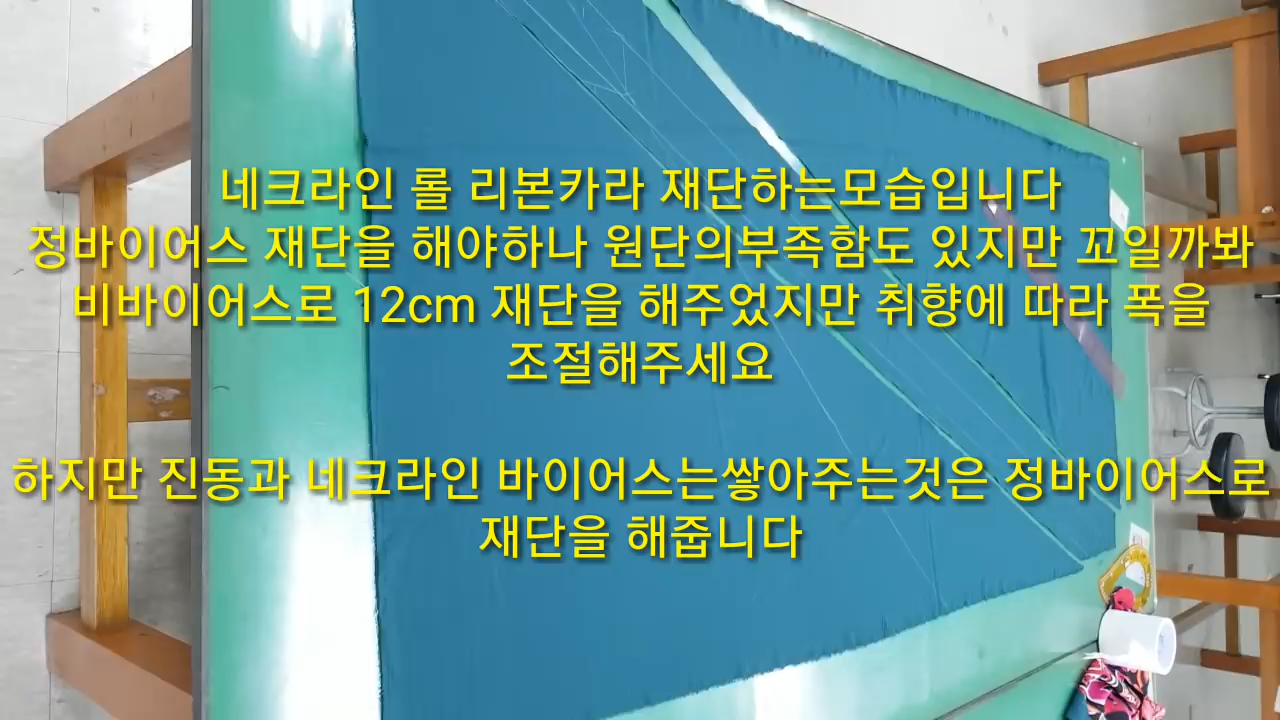 네크라인 롤 리본카라 재단하는모습입니다
정바이어스 재단을 해야하나 원단의부족함도 있지만 꼬일까봐
비바이어스로 12cm 재단을 해주었지만 취향에 따라 폭을
조절해주세요
하지만 진동과 네크라인 바이어스는쌓아주는것은 정바이어스로
재단을 해줍니다